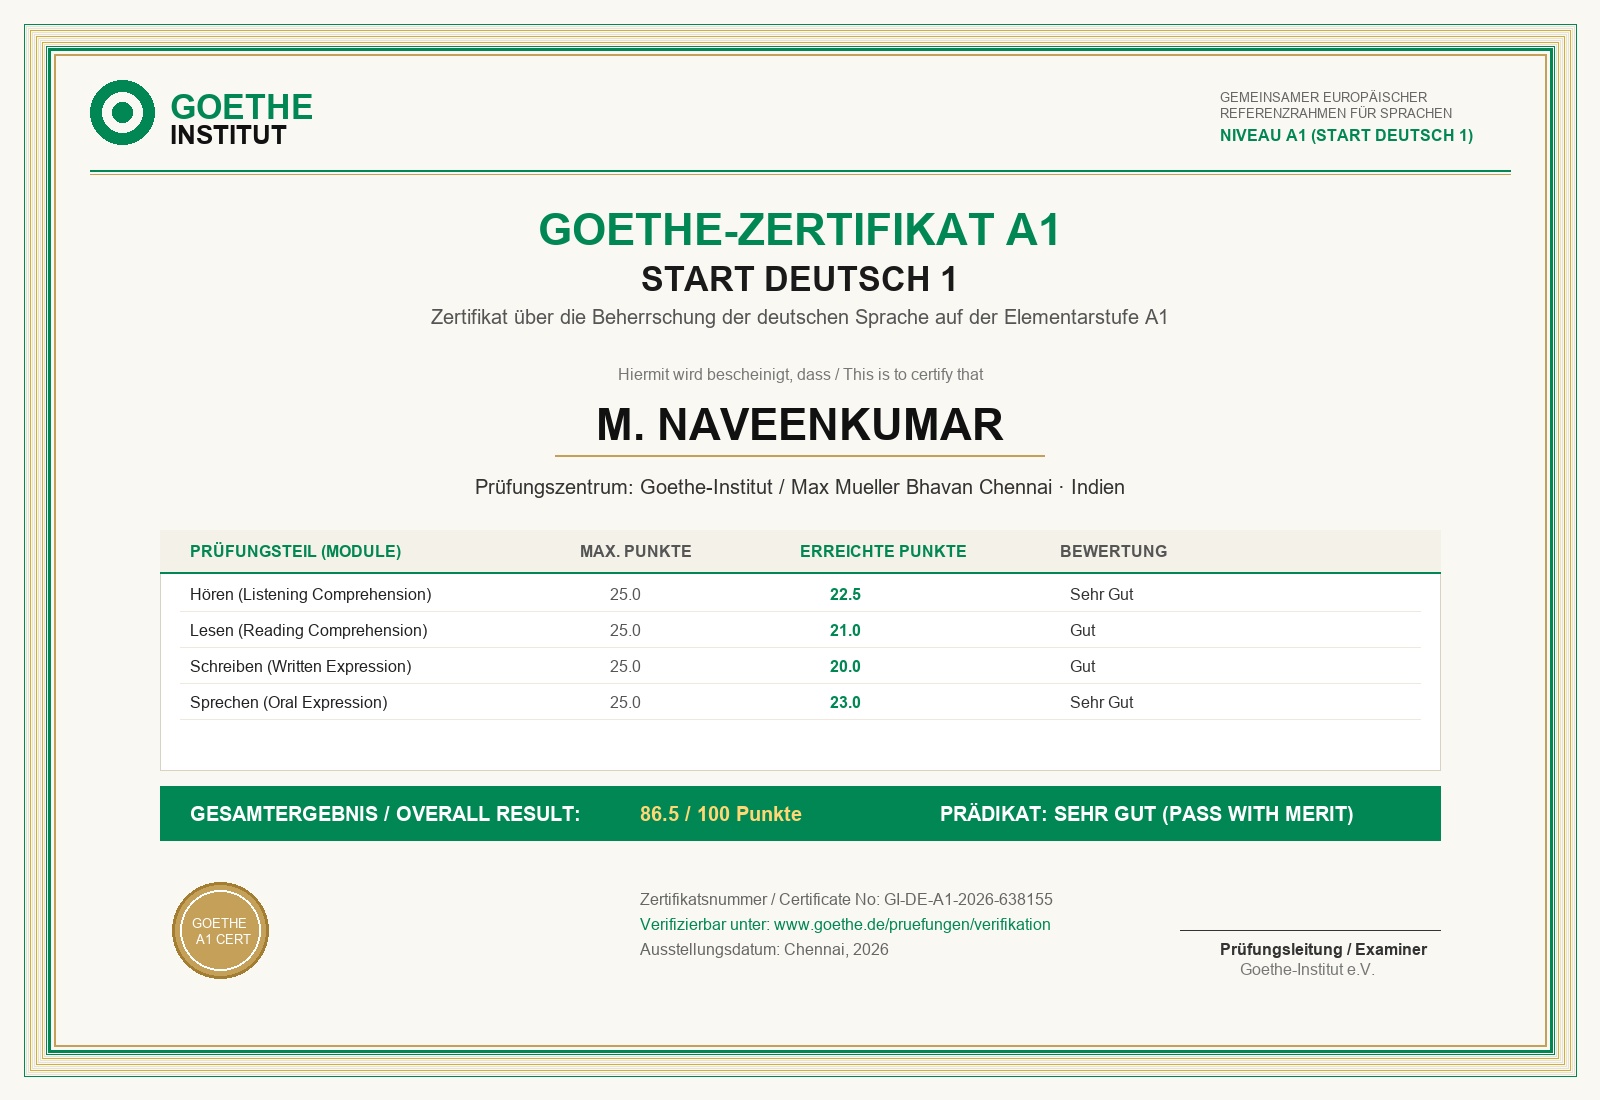 GOETHE
INSTITUT
GEMEINSAMER EUROPÄISCHER
REFERENZRAHMEN FÜR SPRACHEN
NIVEAU A1 (START DEUTSCH 1)
GOETHE-ZERTIFIKAT A1
START DEUTSCH 1
Zertifikat über die Beherrschung der deutschen Sprache auf der Elementarstufe A1
Hiermit wird bescheinigt, dass / This is to certify that
M. NAVEENKUMAR
Prüfungszentrum: Goethe-Institut / Max Mueller Bhavan Chennai · Indien
PRÜFUNGSTEIL (MODULE) MAX. PUNKTE ERREICHTE PUNKTE BEWERTUNG
Hören (Listening Comprehension) 25.0 22.5 Sehr Gut
Lesen (Reading Comprehension) 25.0 21.0 Gut
Schreiben (Written Expression) 25.0 20.0 Gut
Sprechen (Oral Expression) 25.0 23.0 Sehr Gut
GESAMTERGEBNIS / OVERALL RESULT: 86.5 / 100 Punkte PRÄDIKAT: SEHR GUT (PASS WITH MERIT)
GOETHE
A1 CERT
Zertifikatsnummer / Certificate No: GI-DE-A1-2026-638155
Verifizierbar unter: www.goethe.de/pruefungen/verifikation
Ausstellungsdatum: Chennai, 2026
Prüfungsleitung / Examiner
Goethe-Institut e.V.